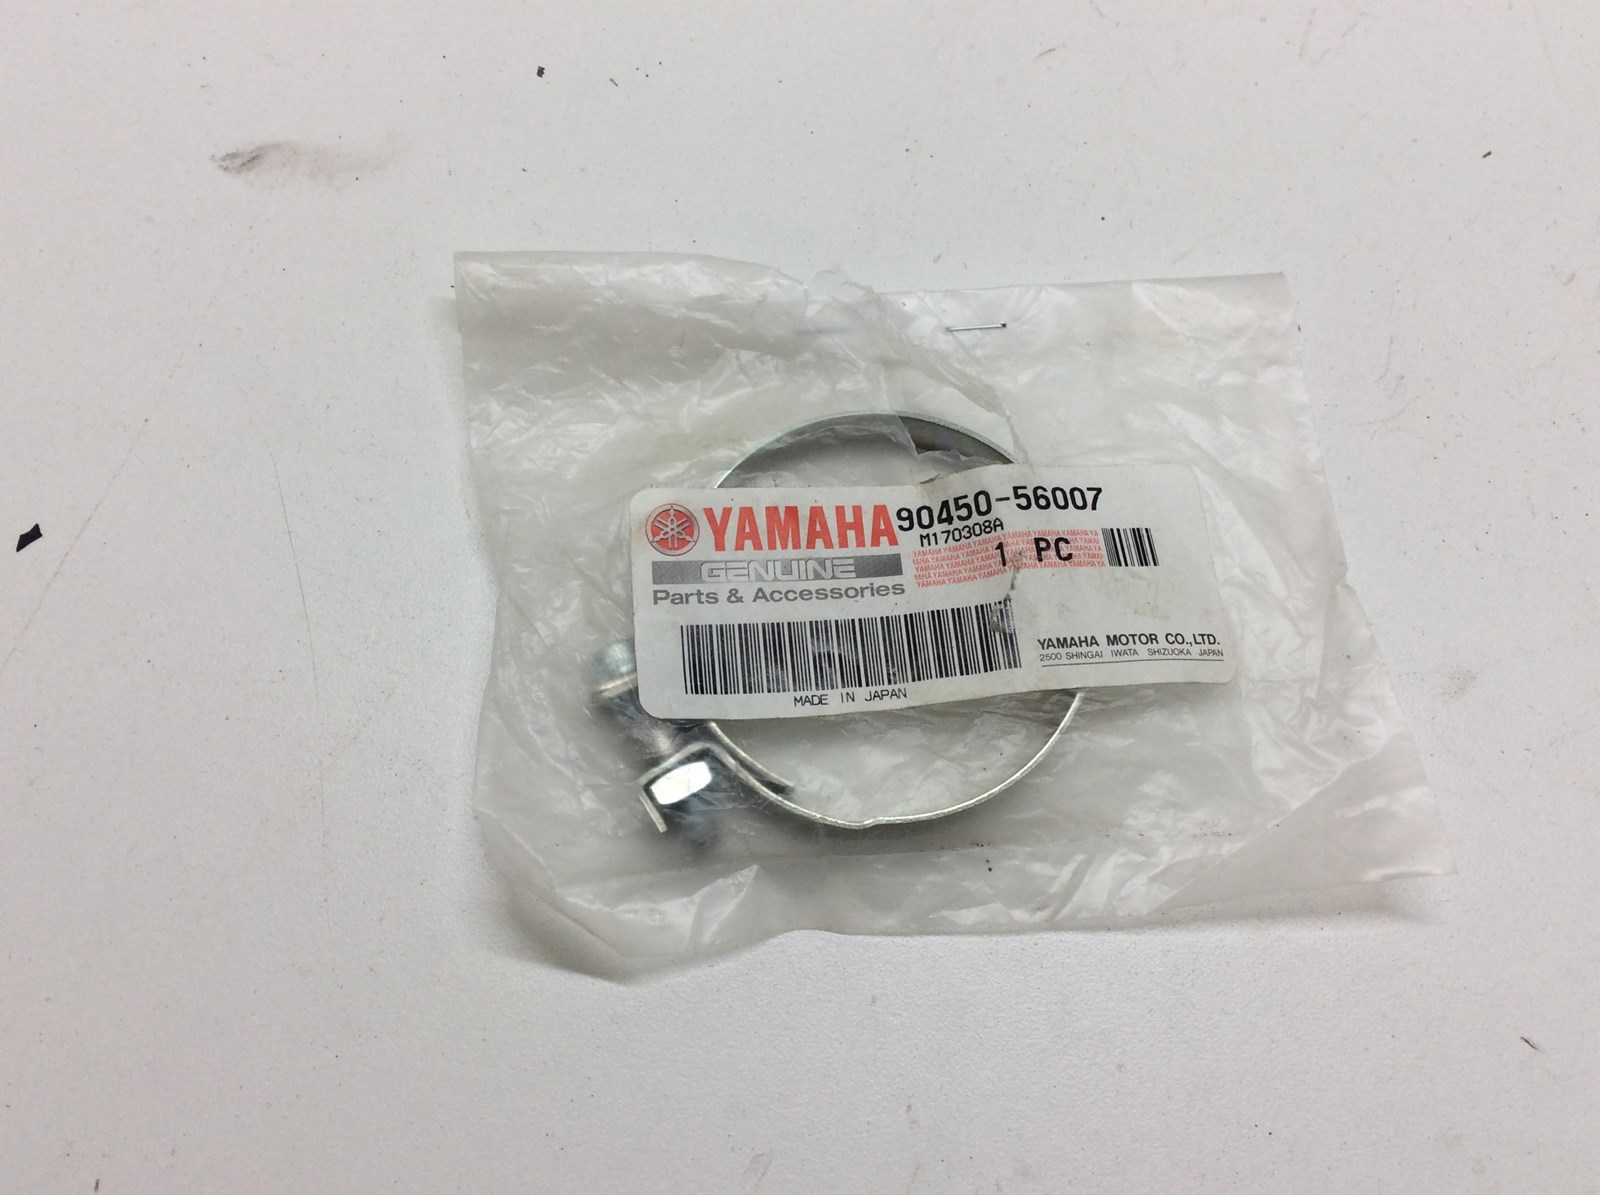 YAMAHA 90450-56007
M170308A
GENUINE
1 PC
Parts & Accessories
YAMAHA MOTOR CO.,LTD.
2500 SHINGAI IWATA SHIZUOKA JAPAN
MADE IN JAPAN